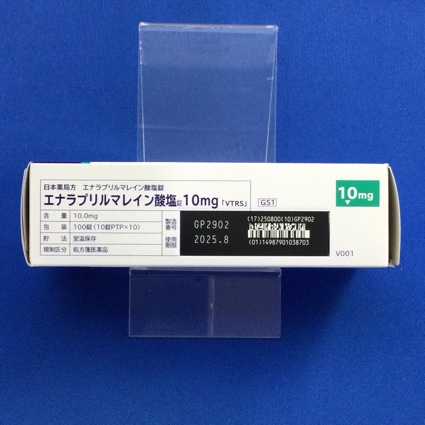 日本薬局方 エナラプリルマレイン酸塩錠
エナラプリルマレイン酸塩錠10mg「VTRS」 GS1
含量 10.0mg
包装 100錠(10錠PTP×10)
貯法 室温保存
規制区分 処方箋医薬品
製造番号 GP2902
使用期限 2025.8
(17)250800(10)GP2902
(01)14987901038703
10mg
V001